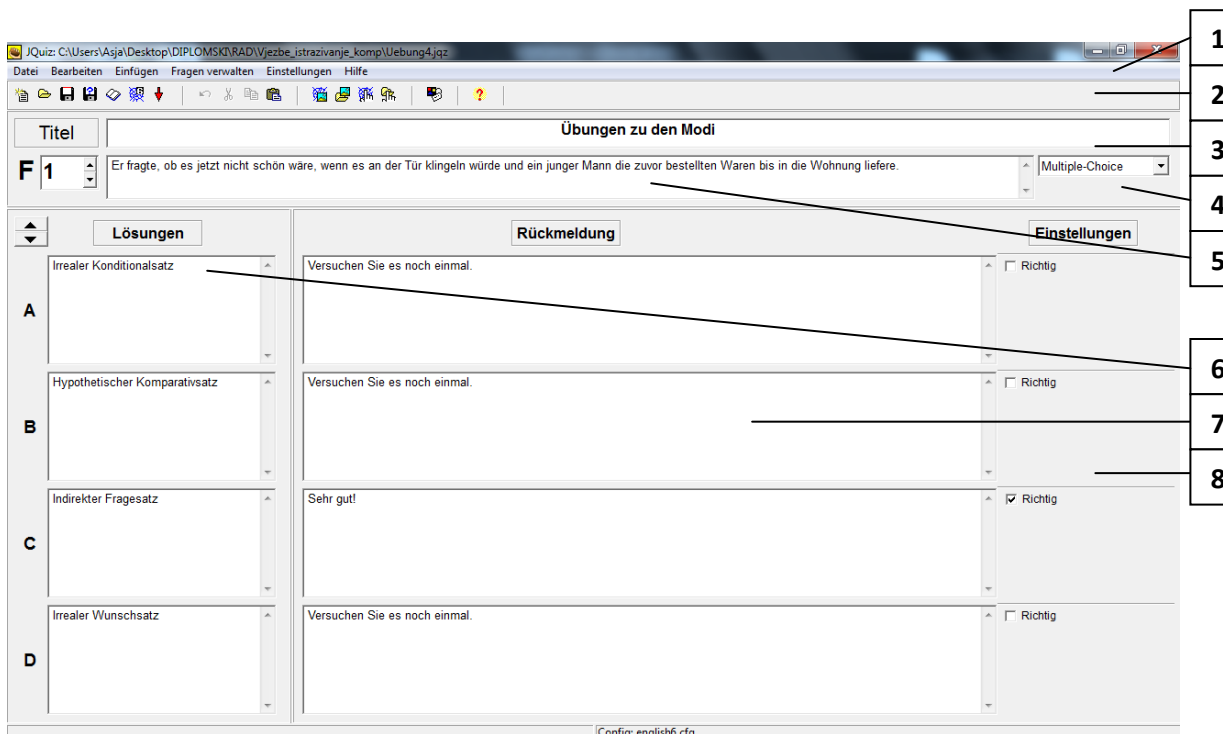 JQuiz: C:\Users\Asja\Desktop\DIPLOMSKI\RAD\Vjezbe_istrazivanje_komp\Uebung4.jqz
1
Datei Bearbeiten Einfügen Fragen verwalten Einstellungen Hilfe
2
Titel Übungen zu den Modi
3
F 1 Er fragte, ob es jetzt nicht schön wäre, wenn es an der Tür klingeln würde und ein junger Mann die zuvor bestellten Waren bis in die Wohnung liefere. Multiple-Choice
4
Lösungen Rückmeldung Einstellungen
5
Irrealer Konditionalsatz Versuchen Sie es noch einmal. Richtig
A
6
Hypothetischer Komparativsatz Versuchen Sie es noch einmal. Richtig
B
7
8
Indirekter Fragesatz Sehr gut! Richtig
C
Irrealer Wunschsatz Versuchen Sie es noch einmal. Richtig
D
Config: english6.cfg